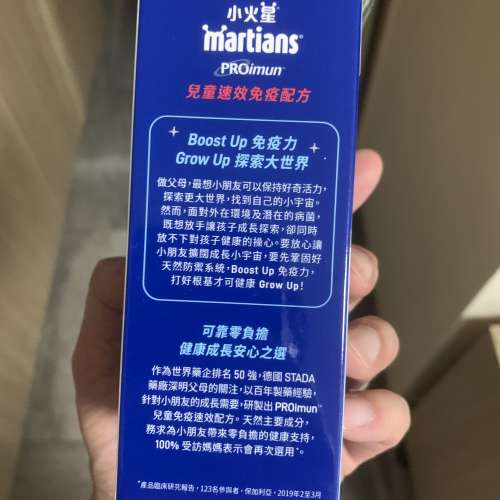 小火星
martians®
PROimun™
兒童速效免疫配方
Boost Up 免疫力
Grow Up 探索大世界
做父母，最想小朋友可以保持好奇活力，
探索更大世界，找到自己的小宇宙。
然而，面對外在環境及潛在的病菌，
既想放手讓孩子成長探索，卻同時
放不下對孩子健康的操心。要放心讓
小朋友擴闊成長小宇宙，要先鞏固好
天然防禦系統，Boost Up 免疫力，
打好根基才可健康 Grow Up！
可靠零負擔
健康成長安心之選
作為世界藥企排名 50 強，德國 STADA
藥廠深明父母的關注，以百年製藥經驗，
針對小朋友的成長需要，研製出 PROimun™
兒童免疫速效配方。天然主要成分，
務求為小朋友帶來零負擔的健康支持，
100% 受訪媽媽表示會再次選用*。
*產品臨床研究報告，123名參與者，保加利亞，2019年2至3月